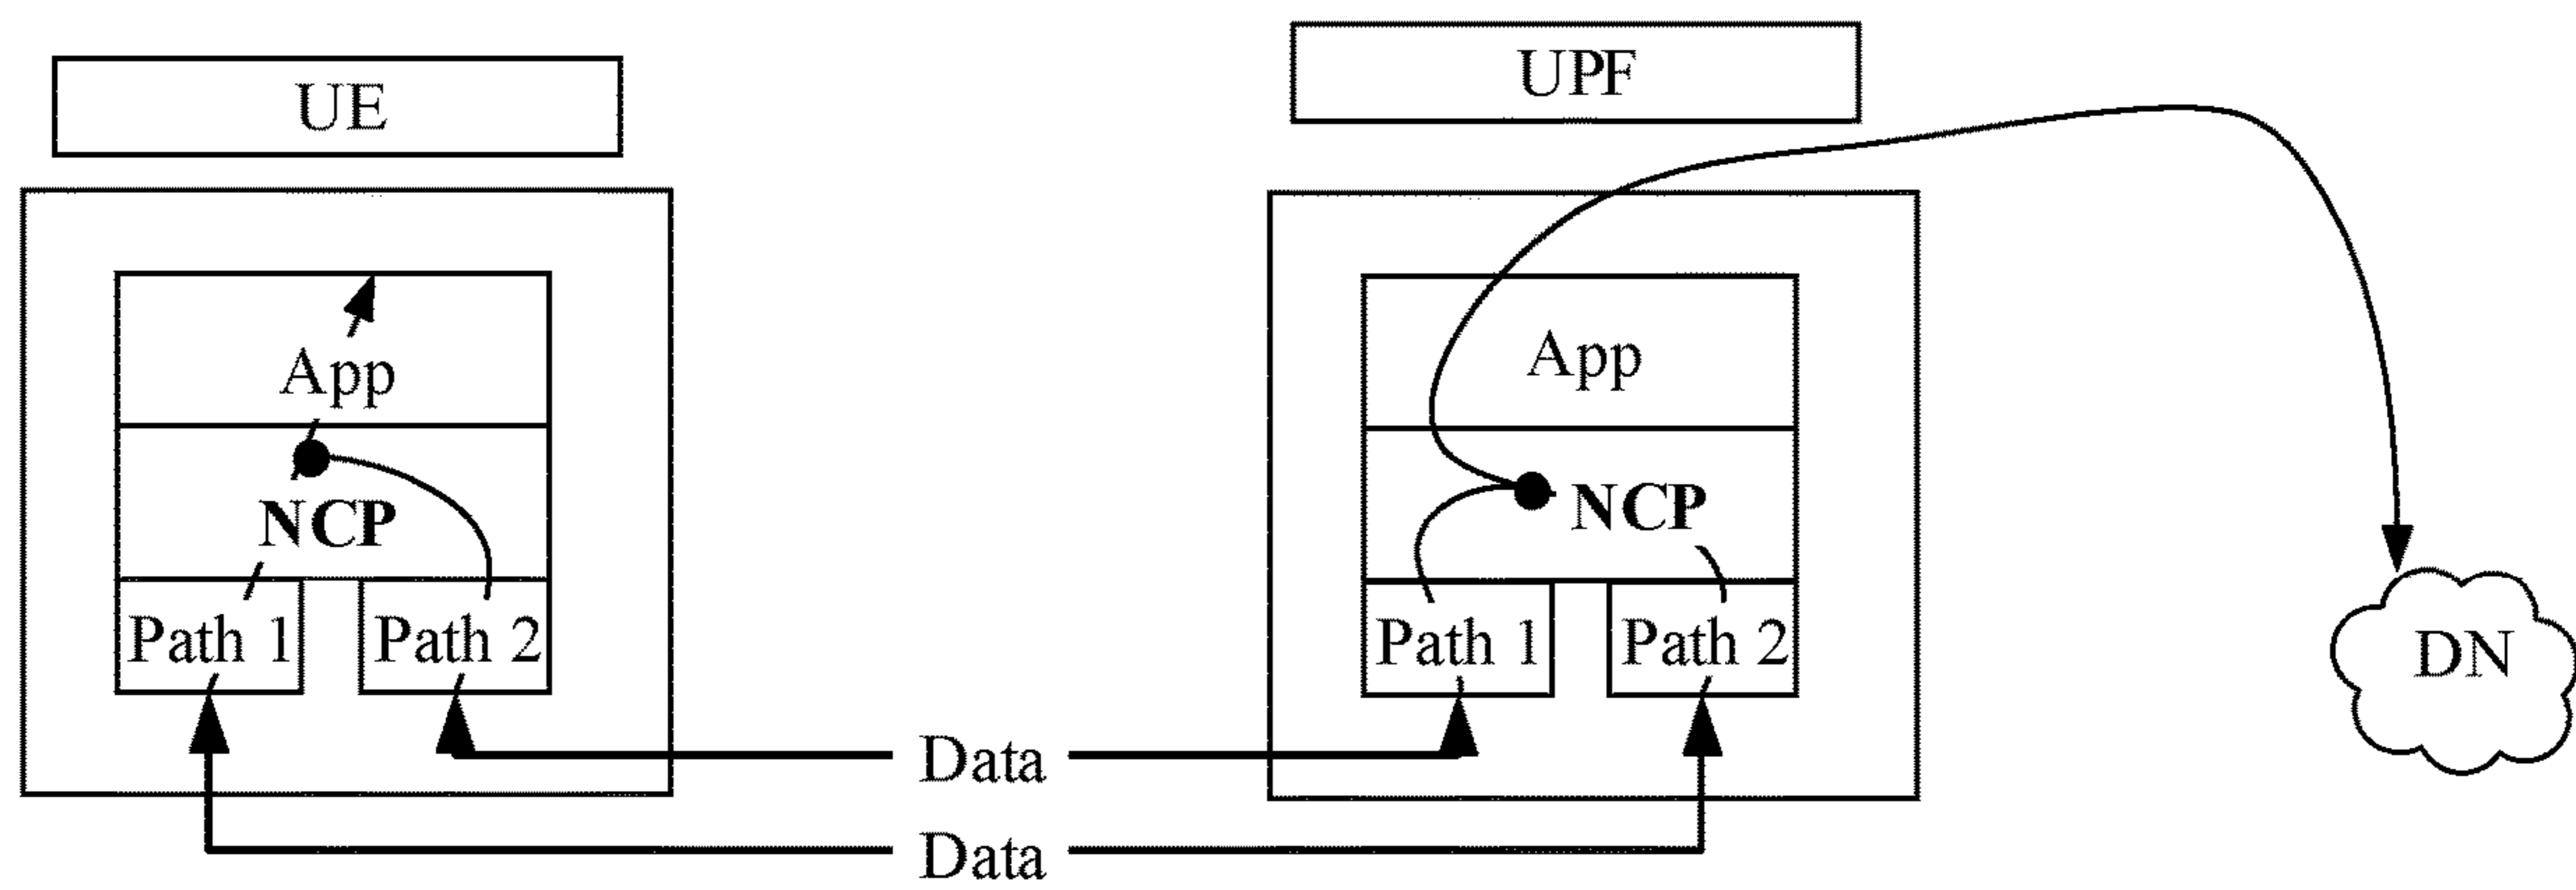 UE
UPF
App
NCP
Path 1
Path 2
App
NCP
Path 1
Path 2
Data
Data
DN